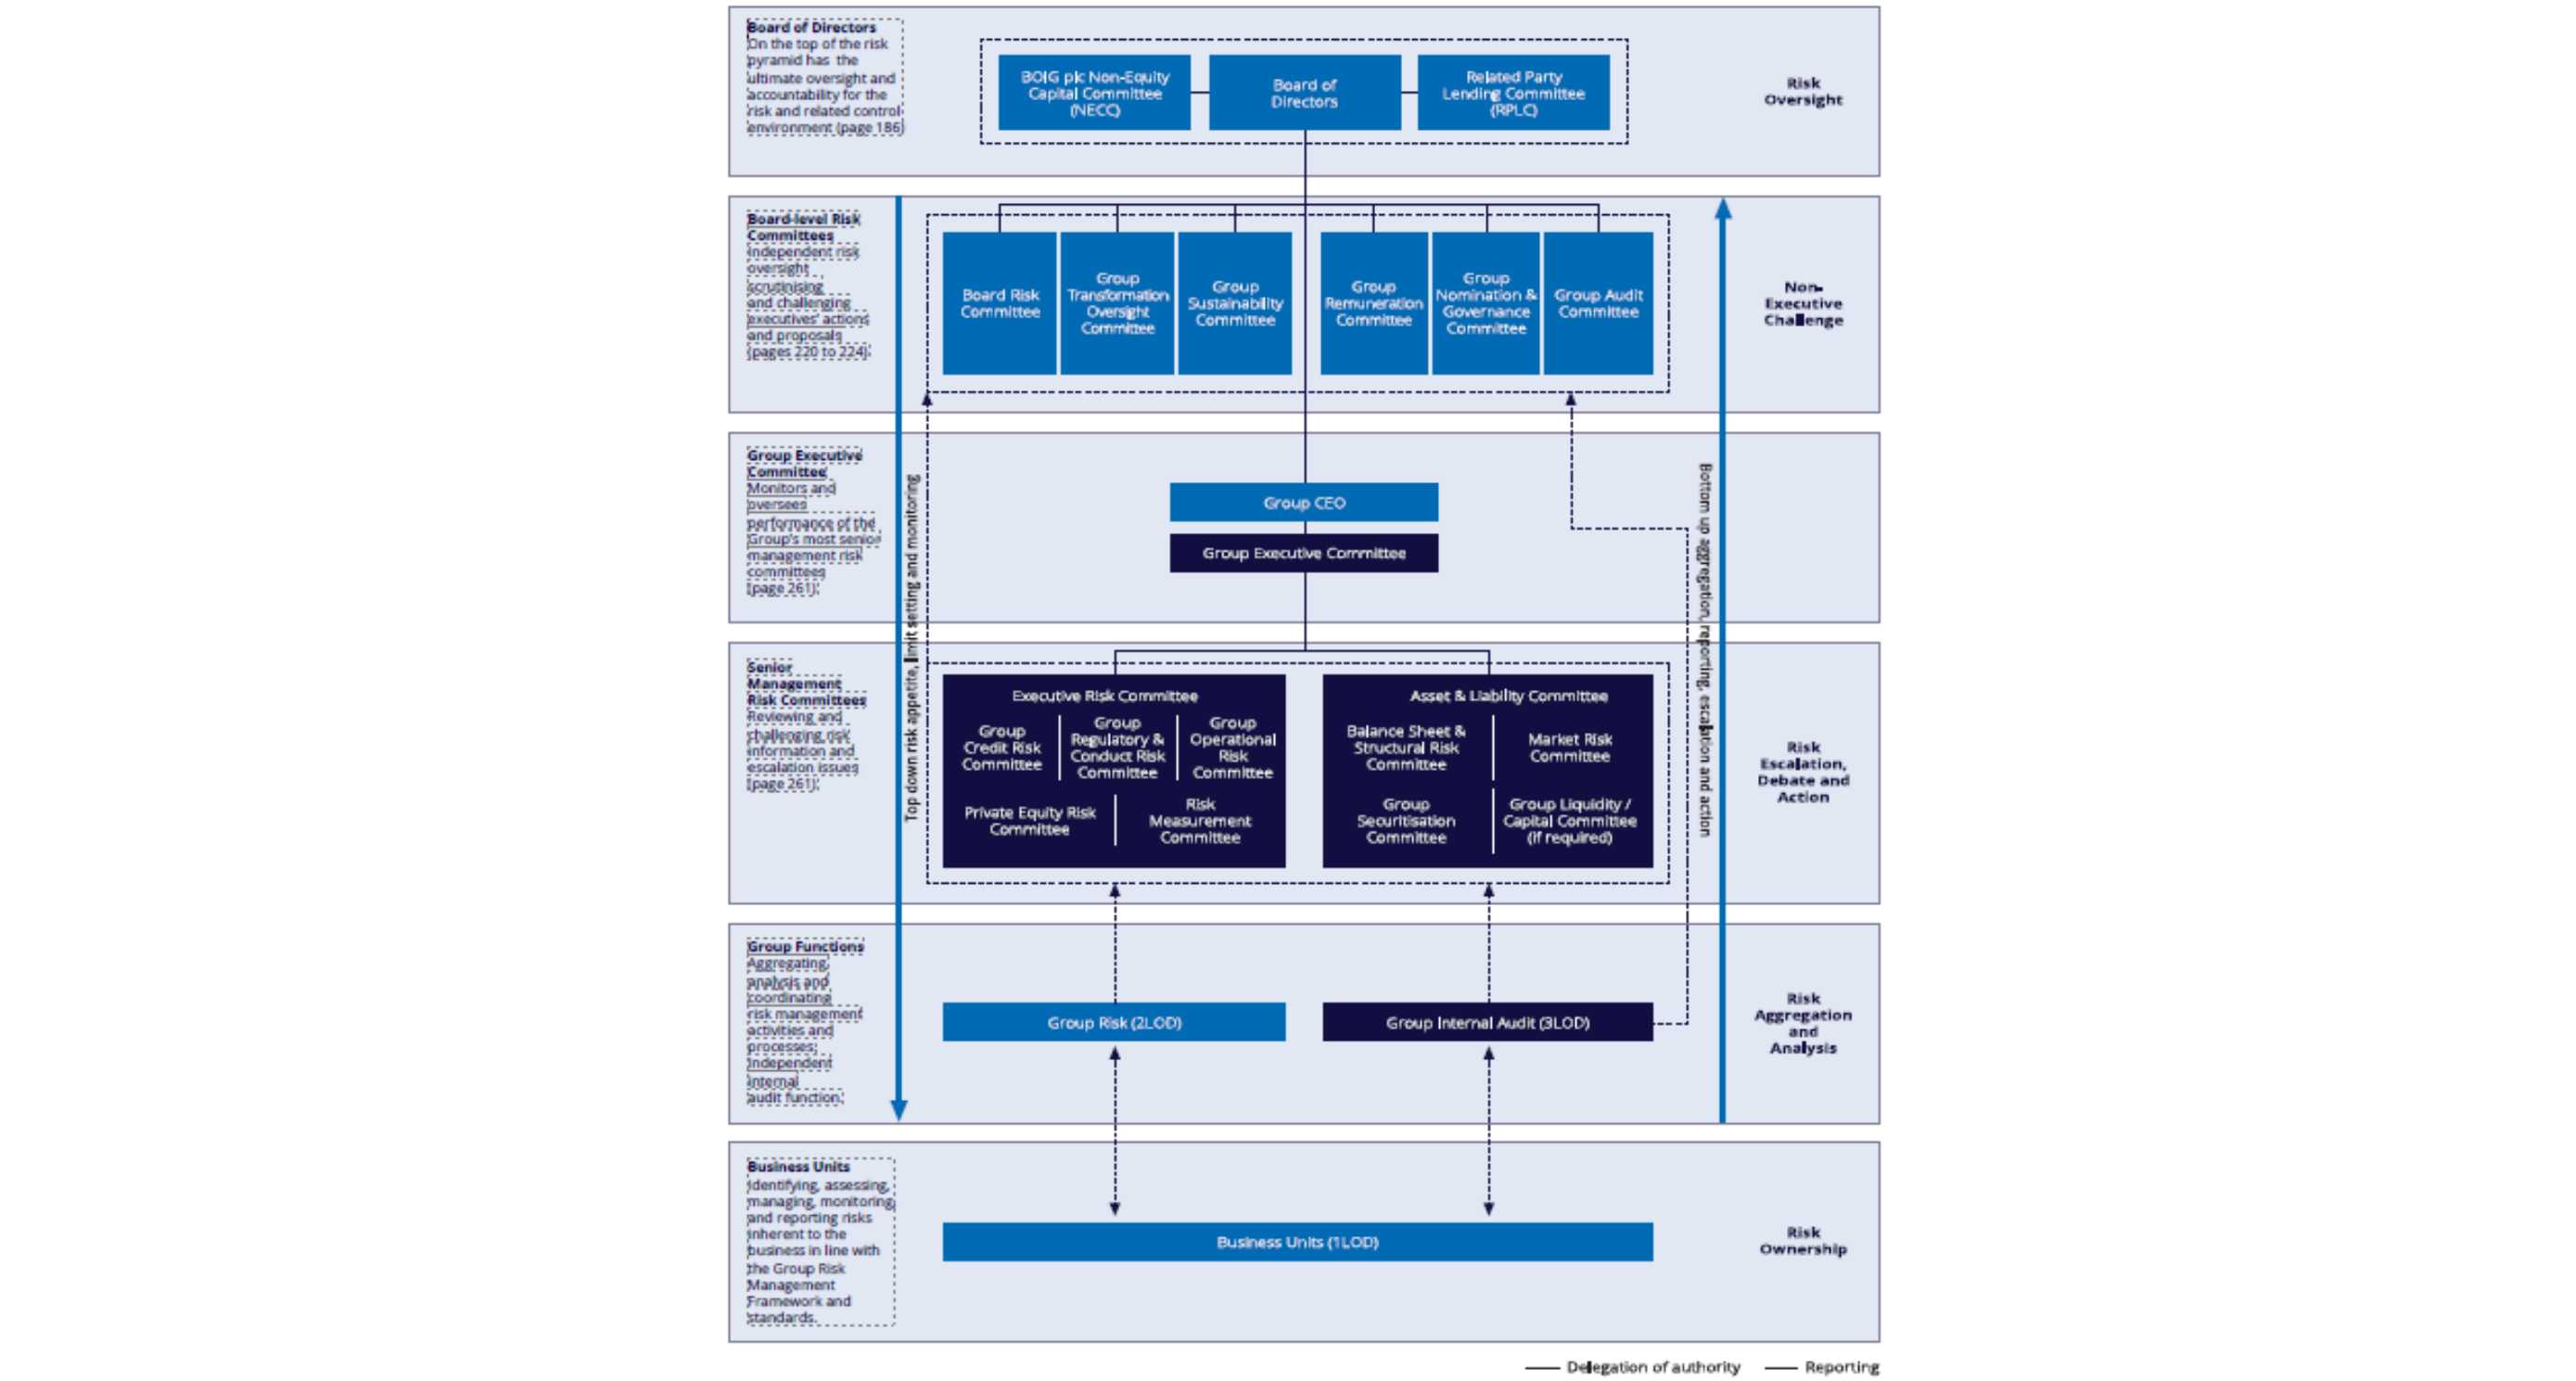 Board of Directors
On the top of the risk
pyramid has the
ultimate oversight and
accountability for the
risk and related control
environment (page 186)
BOIG plc Non-Equity
Capital Committee
(NECC)
Board of
Directors
Related Party
Lending Committee
(RPLC)
Risk
Oversight
Board-level Risk
Committees
Independent risk
oversight
scrutinising
and challenging
executives' actions
and proposals
(pages 220 to 224).
Board Risk
Committee
Group
Transformation
Oversight
Committee
Group
Sustainability
Committee
Group
Remuneration
Committee
Group
Nomination &
Governance
Committee
Group Audit
Committee
Non-
Executive
Challenge
Group Executive
Committee
Monitors and
oversees
performance of the
Group's most senior
management risk
committees
(page 261).
Group CEO
Group Executive Committee
Top down risk appetite, limit setting and monitoring
Bottom up aggregation, reporting, escalation and action
Senior
Management
Risk Committees
Reviewing and
challenging risk
information and
escalation issues
(page 261).
Executive Risk Committee
Group
Credit Risk
Committee
Group
Regulatory &
Conduct Risk
Committee
Group
Operational
Risk
Committee
Private Equity Risk
Committee
Risk
Measurement
Committee
Asset & Liability Committee
Balance Sheet &
Structural Risk
Committee
Market Risk
Committee
Group
Securitisation
Committee
Group Liquidity /
Capital Committee
(if required)
Risk
Escalation,
Debate and
Action
Group Functions
Aggregating,
analysis and
coordinating
risk management
activities and
processes;
Independent
internal
audit function.
Group Risk (2LOD)
Group Internal Audit (3LOD)
Risk
Aggregation
and
Analysis
Business Units
Identifying, assessing,
managing, monitoring
and reporting risks
inherent to the
business in line with
the Group Risk
Management
Framework and
standards.
Business Units (1LOD)
Risk
Ownership
Delegation of authority
Reporting